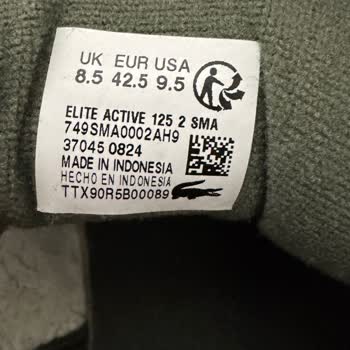 UK EUR USA
8.5 42.5 9.5
ELITE ACTIVE 125 2 SMA
749SMA0002AH9
37045 0824
MADE IN INDONESIA
HECHO EN INDONESIA
TTX90R5B00089